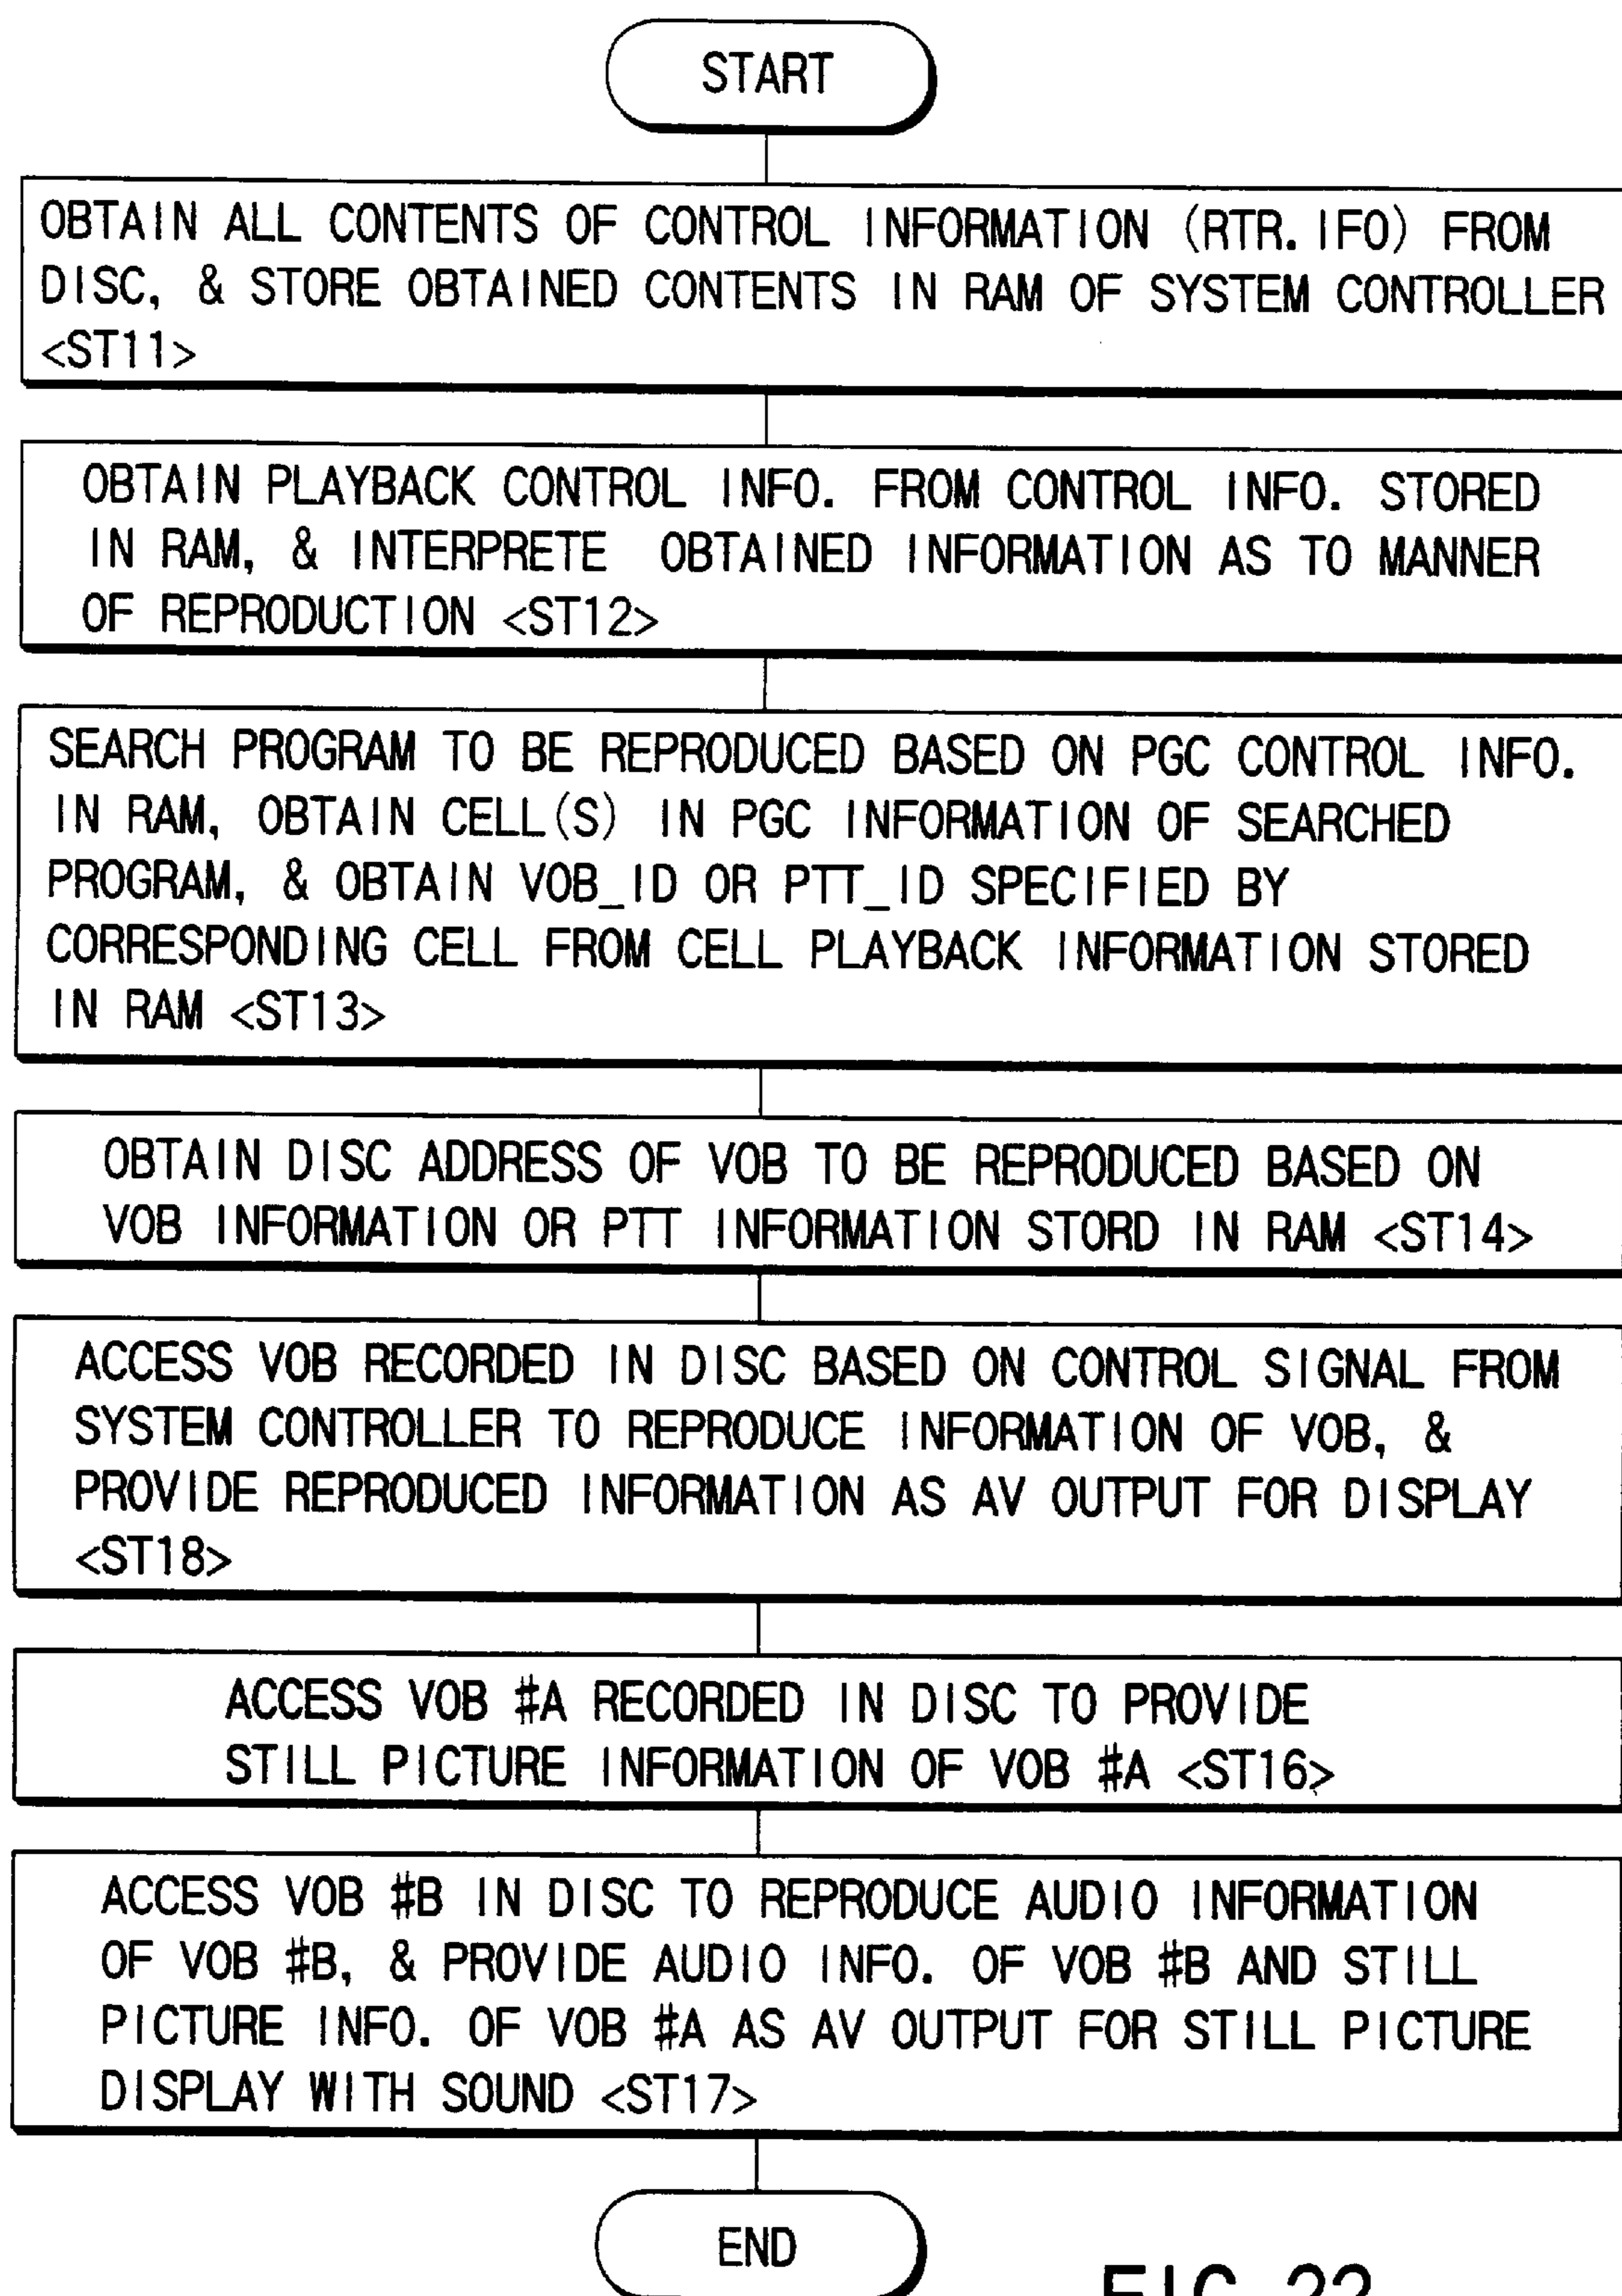 START
OBTAIN ALL CONTENTS OF CONTROL INFORMATION (RTR.IFO) FROM
DISC, & STORE OBTAINED CONTENTS IN RAM OF SYSTEM CONTROLLER
<ST11>
OBTAIN PLAYBACK CONTROL INFO. FROM CONTROL INFO. STORED
IN RAM, & INTERPRETE OBTAINED INFORMATION AS TO MANNER
OF REPRODUCTION <ST12>
SEARCH PROGRAM TO BE REPRODUCED BASED ON PGC CONTROL INFO.
IN RAM, OBTAIN CELL(S) IN PGC INFORMATION OF SEARCHED
PROGRAM, & OBTAIN VOB_ID OR PTT_ID SPECIFIED BY
CORRESPONDING CELL FROM CELL PLAYBACK INFORMATION STORED
IN RAM <ST13>
OBTAIN DISC ADDRESS OF VOB TO BE REPRODUCED BASED ON
VOB INFORMATION OR PTT INFORMATION STORD IN RAM <ST14>
ACCESS VOB RECORDED IN DISC BASED ON CONTROL SIGNAL FROM
SYSTEM CONTROLLER TO REPRODUCE INFORMATION OF VOB, &
PROVIDE REPRODUCED INFORMATION AS AV OUTPUT FOR DISPLAY
<ST18>
ACCESS VOB #A RECORDED IN DISC TO PROVIDE
STILL PICTURE INFORMATION OF VOB #A <ST16>
ACCESS VOB #B IN DISC TO REPRODUCE AUDIO INFORMATION
OF VOB #B, & PROVIDE AUDIO INFO. OF VOB #B AND STILL
PICTURE INFO. OF VOB #A AS AV OUTPUT FOR STILL PICTURE
DISPLAY WITH SOUND <ST17>
END